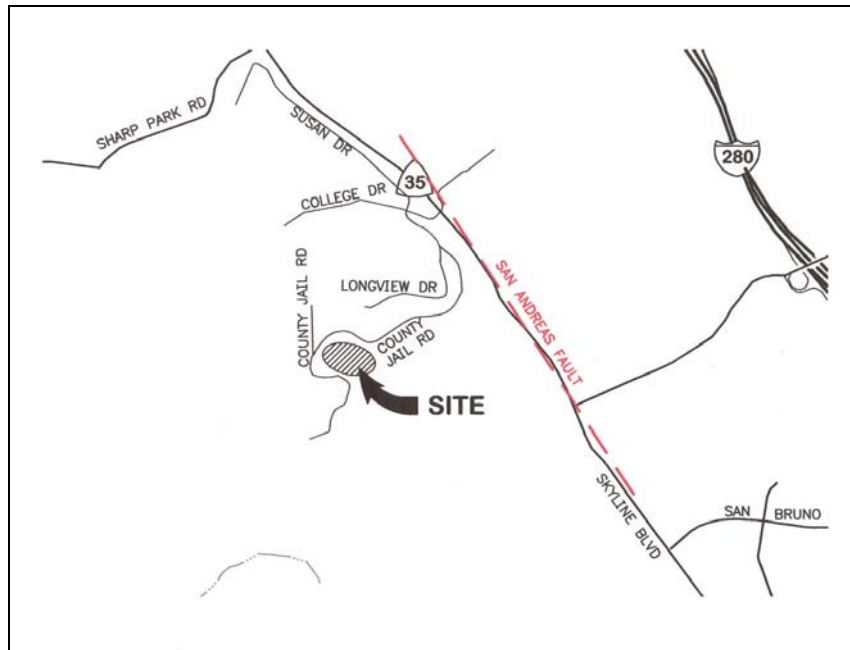 SHARP PARK RD
SUSAN DR
280
35
COLLEGE DR
COUNTY JAIL RD
LONGVIEW DR
SAN ANDREAS FAULT
COUNTY
JAIL RD
SITE
SKYLINE BLVD
SAN BRUNO